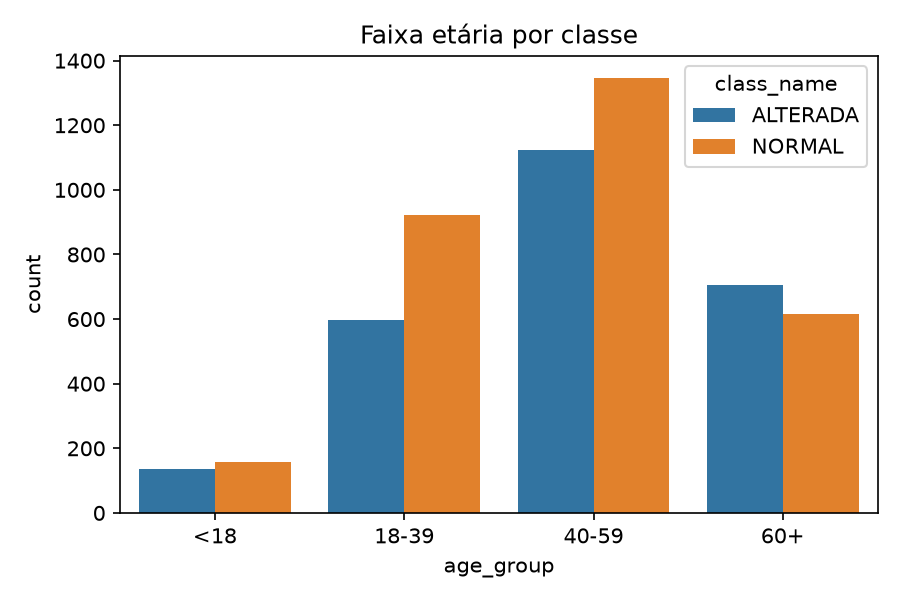 Faixa etária por classe
class_name
ALTERADA
NORMAL
1400
1200
1000
800
600
400
200
0
count
<18
18-39
40-59
60+
age_group